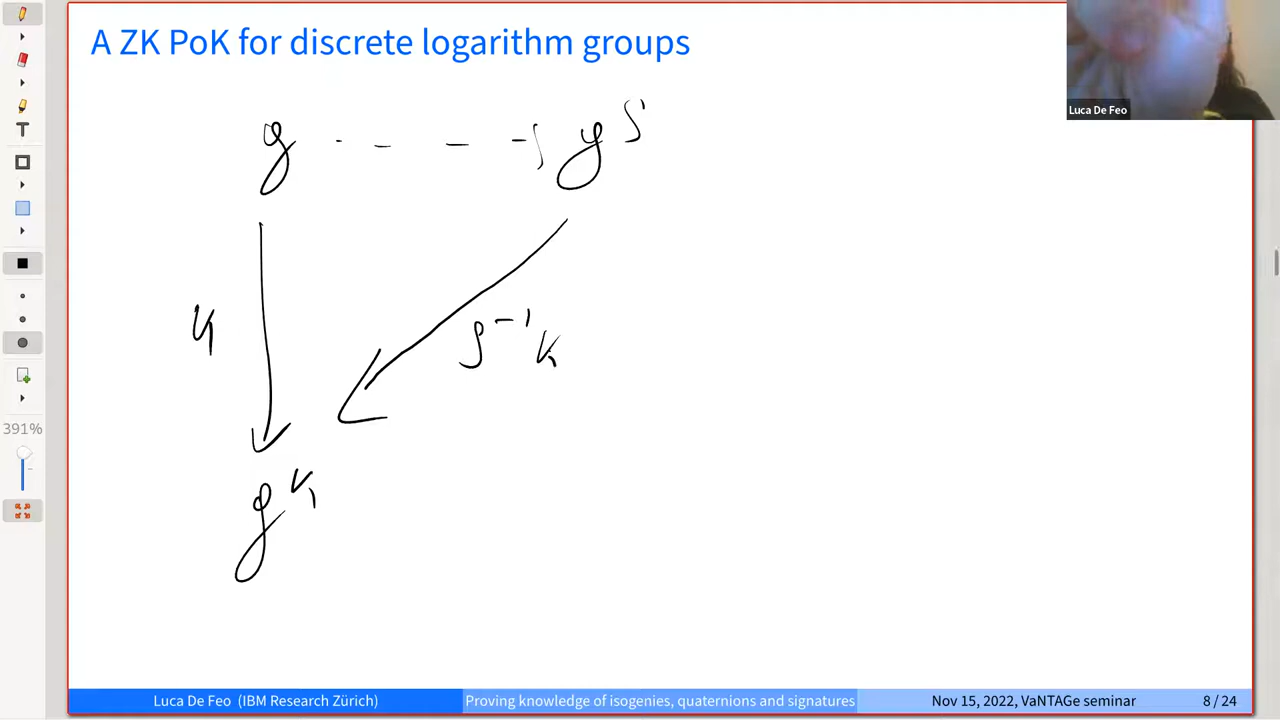 A ZK PoK for discrete logarithm groups
Luca De Feo
g g^s
k s^{-1}k
g^k
T
391%
Luca De Feo (IBM Research Zürich) Proving knowledge of isogenies, quaternions and signatures Nov 15, 2022, VaNTAGe seminar 8 / 24